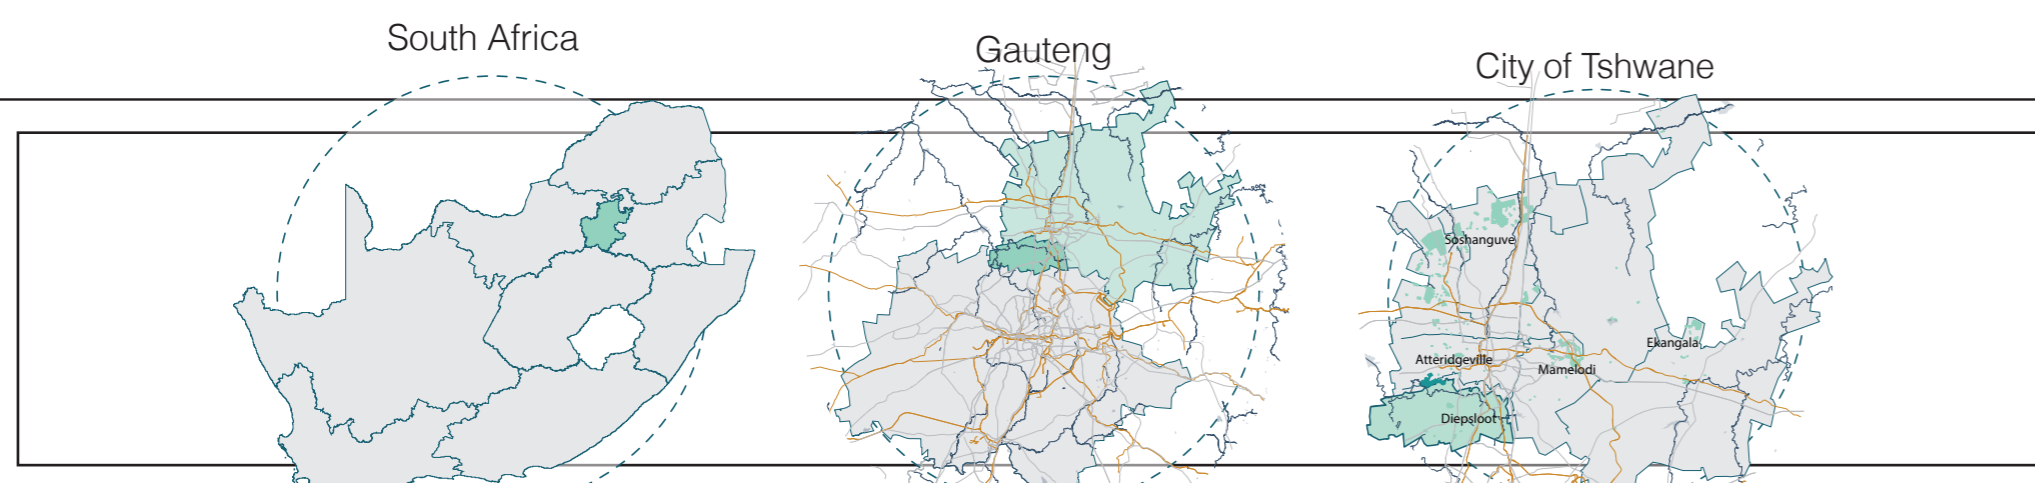 South Africa
Gauteng
City of Tshwane
Soshanguve
Ekangala
Atteridgeville
Mamelodi
Diepsloot